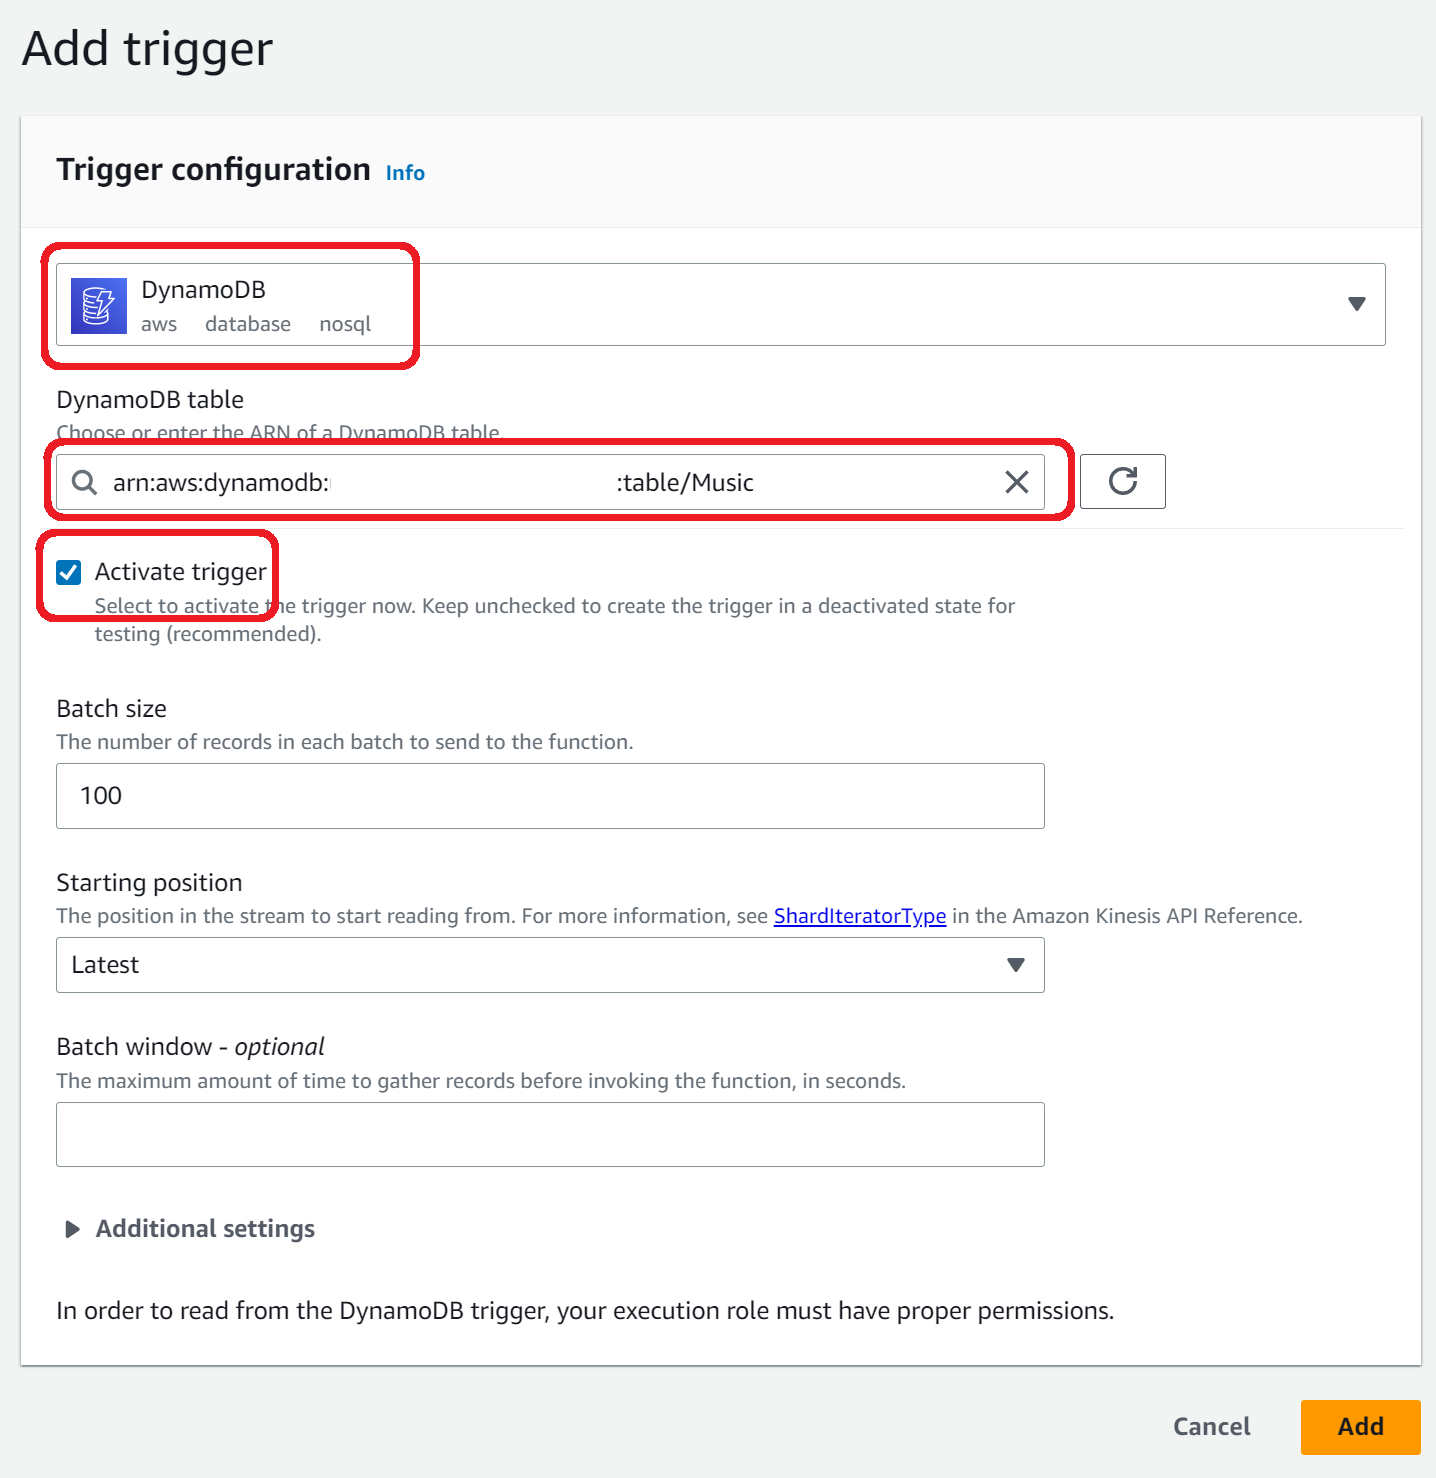 Add trigger
Trigger configuration Info
DynamoDB
aws database nosql
DynamoDB table
Choose or enter the ARN of a DynamoDB table.
arn:aws:dynamodb: :table/Music
Activate trigger
Select to activate the trigger now. Keep unchecked to create the trigger in a deactivated state for
testing (recommended).
Batch size
The number of records in each batch to send to the function.
100
Starting position
The position in the stream to start reading from. For more information, see ShardIteratorType in the Amazon Kinesis API Reference.
Latest
Batch window - optional
The maximum amount of time to gather records before invoking the function, in seconds.
Additional settings
In order to read from the DynamoDB trigger, your execution role must have proper permissions.
Cancel Add